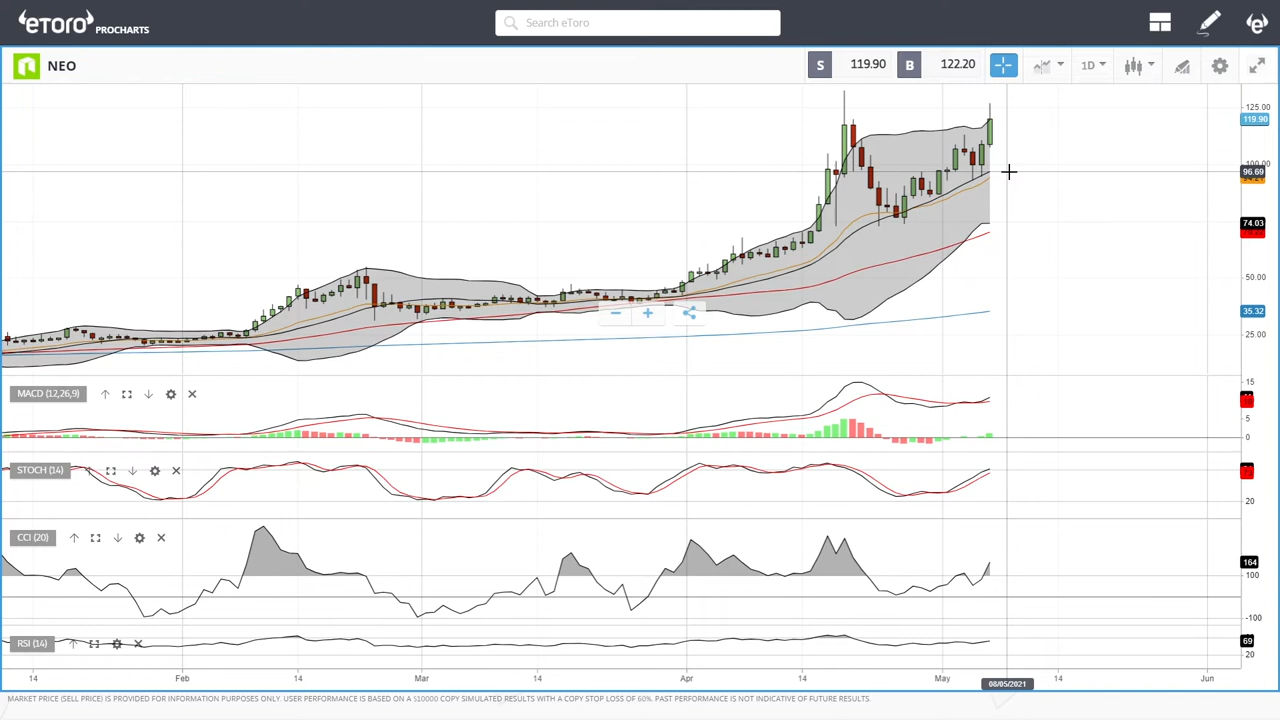 eToro PROCHARTS
Search eToro
NEO
S 119.90 B 122.20
1D
125.00
119.90
100.00
96.69
74.03
50.00
35.32
25.00
MACD (12,26,9)
15
5
0
STOCH (14)
20
CCI (20)
164
100
-100
RSI (14)
69
20
14 Feb 14 Mar 14 Apr 14 May 14 Jun
08/05/2021
MARKET PRICE (SELL PRICE) IS PROVIDED FOR INFORMATION PURPOSES ONLY. USER PERFORMANCE IS BASED ON A $10000 COPY SIMULATED RESULTS WITH A COPY STOP LOSS OF 60%. PAST PERFORMANCE IS NOT INDICATIVE OF FUTURE RESULTS.